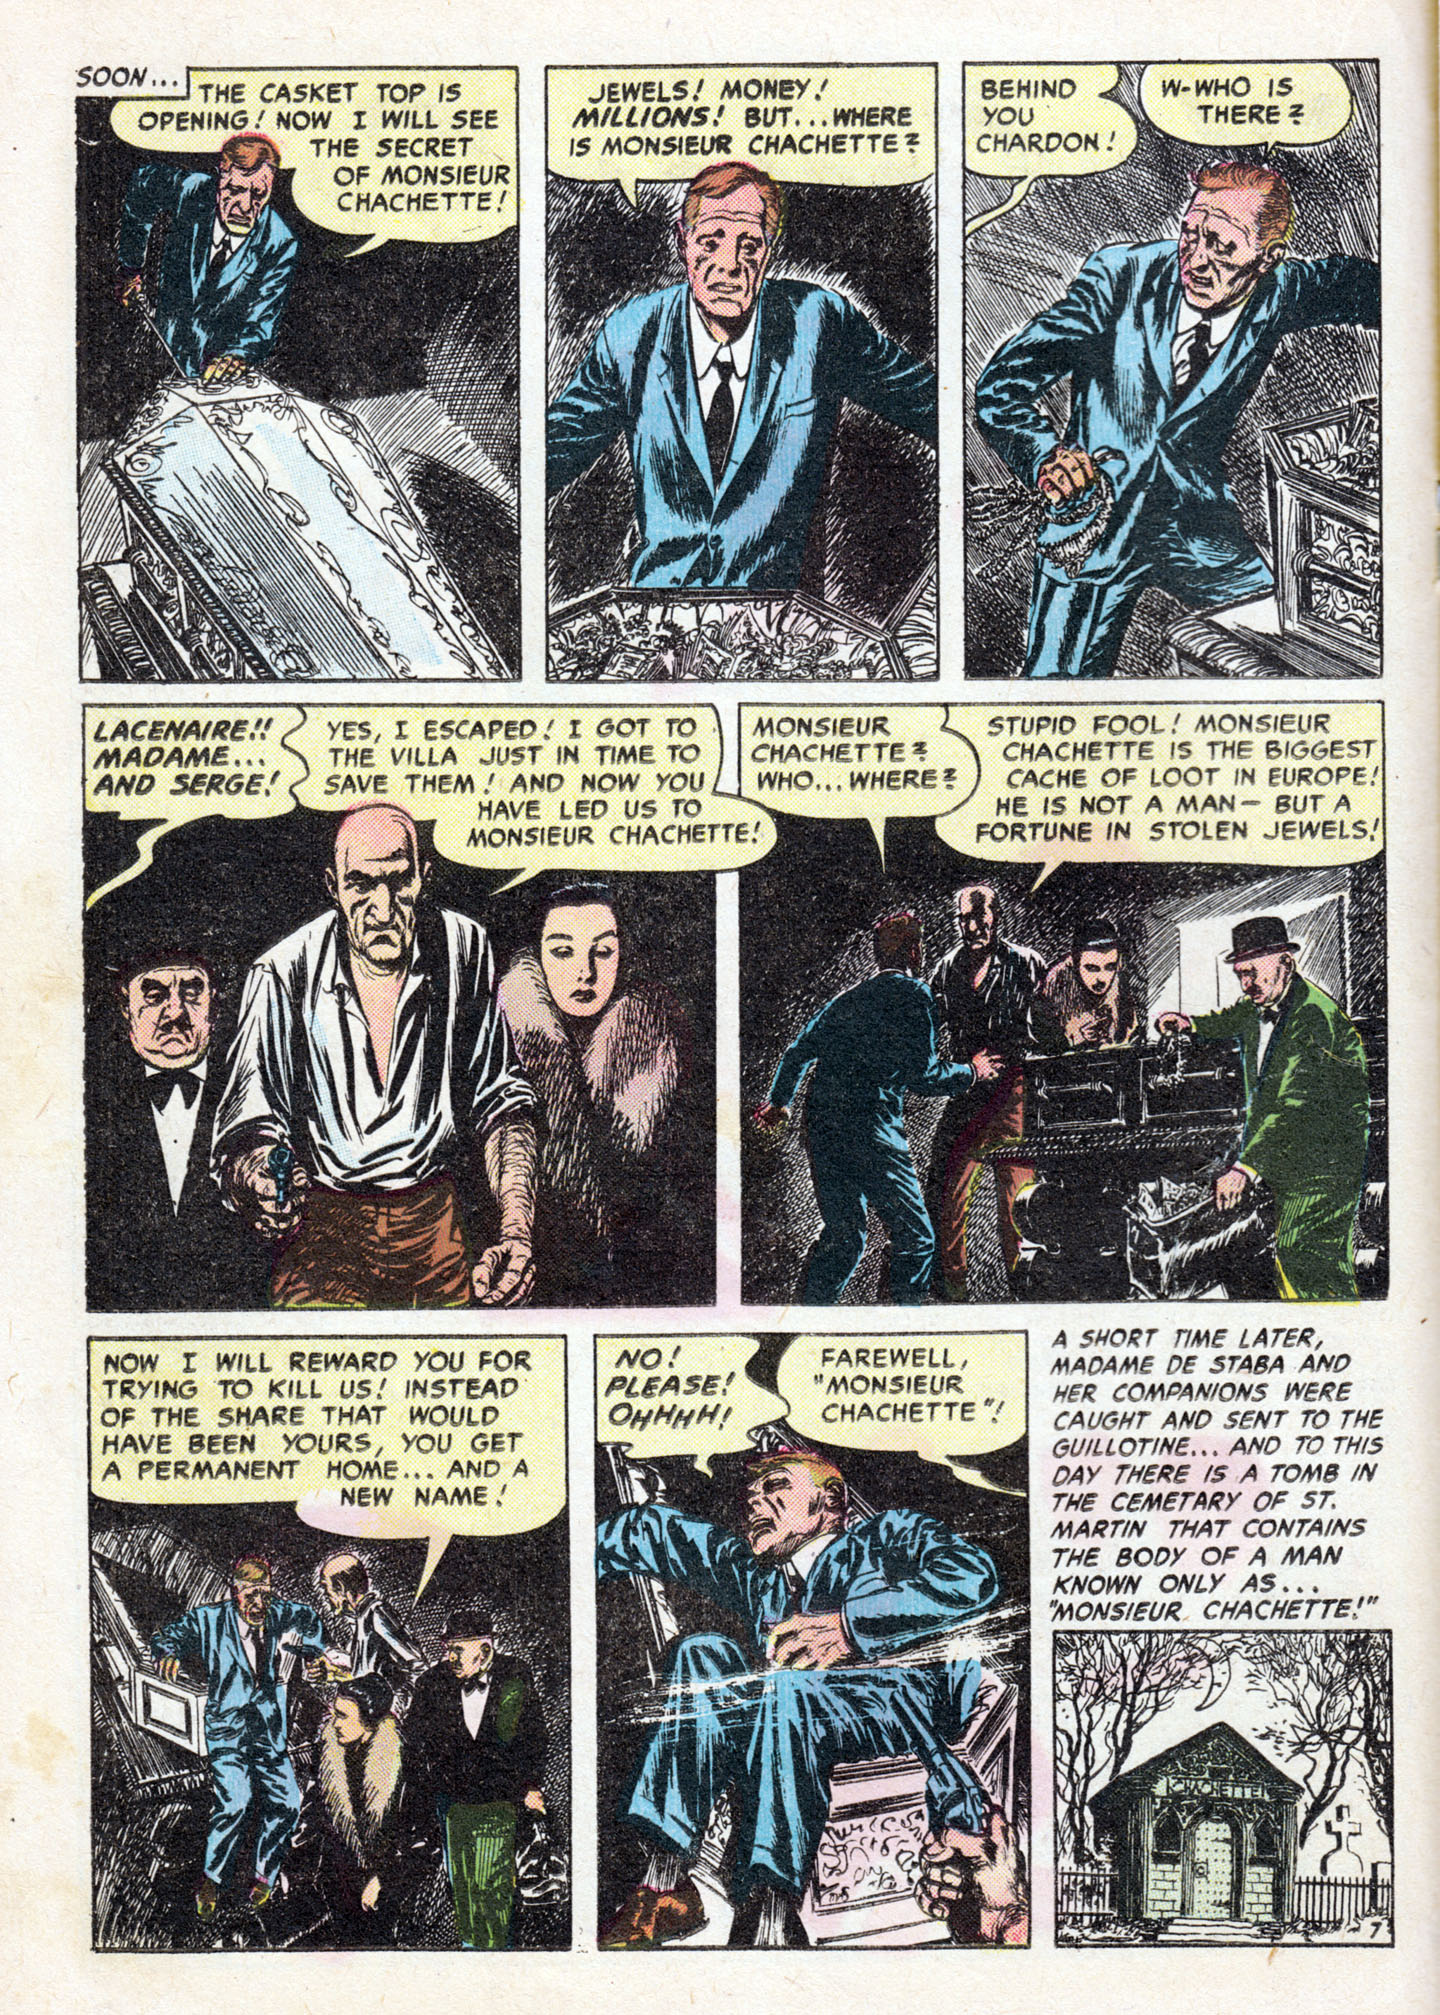 SOON...
THE CASKET TOP IS
OPENING! NOW I WILL SEE
THE SECRET
OF MONSIEUR
CHACHETTE!
JEWELS! MONEY!
MILLIONS! BUT...WHERE
IS MONSIEUR CHACHETTE?
BEHIND
YOU
CHARDON!
W-WHO IS
THERE?
LACENAIRE!!
MADAME...
AND SERGE!
YES, I ESCAPED! I GOT TO
THE VILLA JUST IN TIME TO
SAVE THEM! AND NOW YOU
HAVE LED US TO
MONSIEUR CHACHETTE!
MONSIEUR
CHACHETTE?
WHO...WHERE?
STUPID FOOL! MONSIEUR
CHACHETTE IS THE BIGGEST
CACHE OF LOOT IN EUROPE!
HE IS NOT A MAN— BUT A
FORTUNE IN STOLEN JEWELS!
NOW I WILL REWARD YOU FOR
TRYING TO KILL US! INSTEAD
OF THE SHARE THAT WOULD
HAVE BEEN YOURS, YOU GET
A PERMANENT HOME... AND A
NEW NAME!
NO!
PLEASE!
OHHHH!
FAREWELL,
"MONSIEUR
CHACHETTE"!
A SHORT TIME LATER,
MADAME DE STABA AND
HER COMPANIONS WERE
CAUGHT AND SENT TO THE
GUILLOTINE... AND TO THIS
DAY THERE IS A TOMB IN
THE CEMETARY OF ST.
MARTIN THAT CONTAINS
THE BODY OF A MAN
KNOWN ONLY AS...
"MONSIEUR CHACHETTE!"
CHACHETTE
7